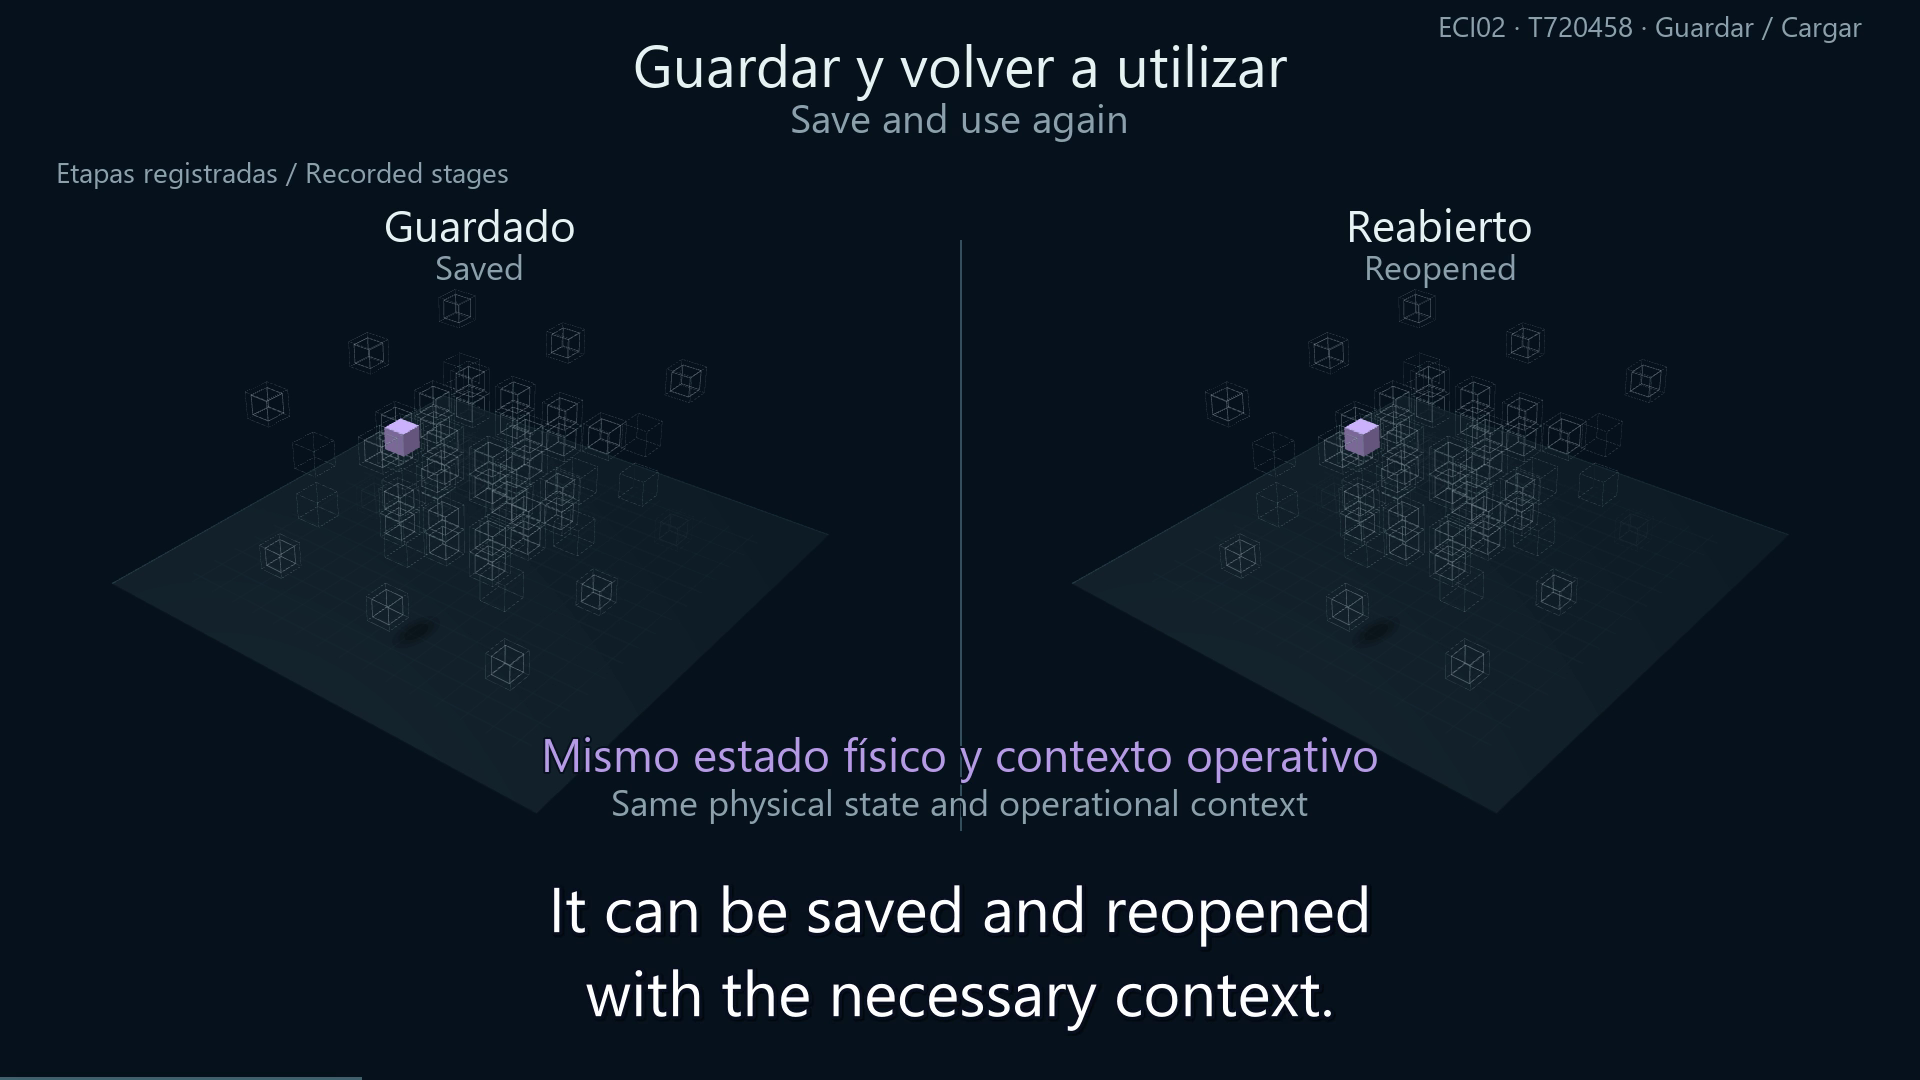 ECI02 · T720458 · Guardar / Cargar
Guardar y volver a utilizar
Save and use again
Etapas registradas / Recorded stages
Guardado
Saved
Reabierto
Reopened
Mismo estado físico y contexto operativo
Same physical state and operational context
It can be saved and reopened
with the necessary context.